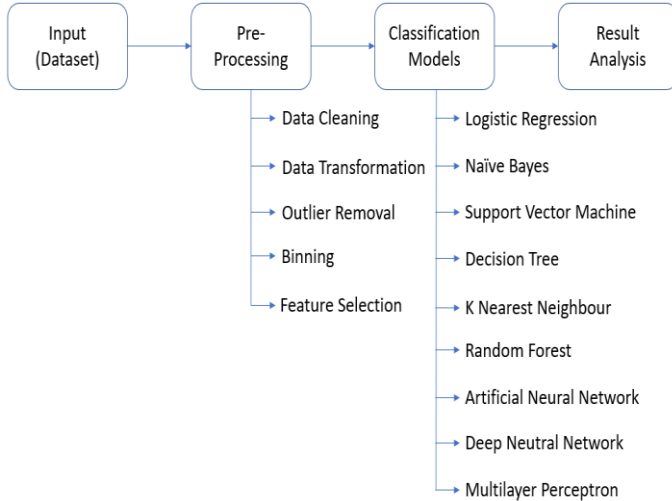 Input
(Dataset)
Pre-
Processing
Classification
Models
Result
Analysis
Data Cleaning
Data Transformation
Outlier Removal
Binning
Feature Selection
Logistic Regression
Naïve Bayes
Support Vector Machine
Decision Tree
K Nearest Neighbour
Random Forest
Artificial Neural Network
Deep Neutral Network
Multilayer Perceptron